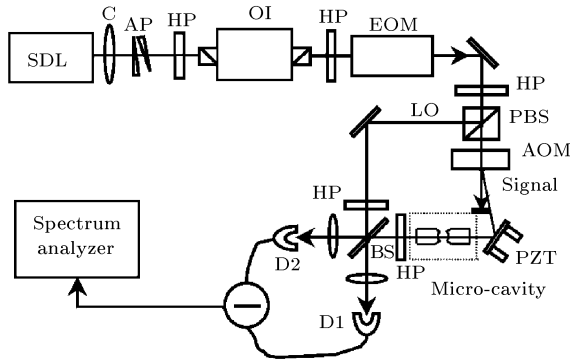 C
AP
HP
OI
HP
EOM
SDL
HP
LO
PBS
AOM
Signal
HP
Spectrum
analyzer
D2
BS
HP
PZT
Micro-cavity
D1